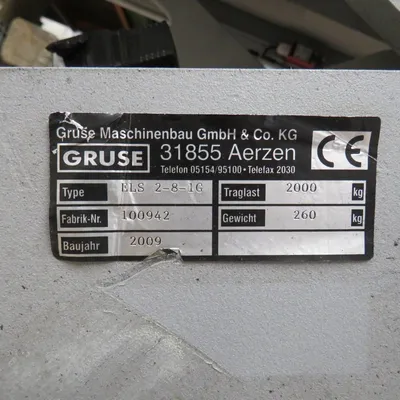 Gruse Maschinenbau GmbH & Co. KG
GRUSE 31855 Aerzen CE
Telefon 05154/95100 • Telefax 2030
Type ELS 2-8-1G Traglast 2000 kg
Fabrik-Nr. 100942 Gewicht 260 kg
Baujahr 2009